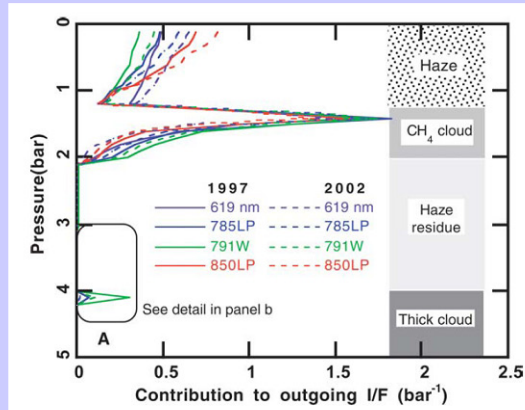 0
1
2
3
4
5
Pressure(bar)
Haze
CH4 cloud
Haze
residue
Thick cloud
1997 2002
619 nm 619 nm
785LP 785LP
791W 791W
850LP 850LP
See detail in panel b
A
0 0.5 1 1.5 2 2.5
Contribution to outgoing I/F (bar-1)